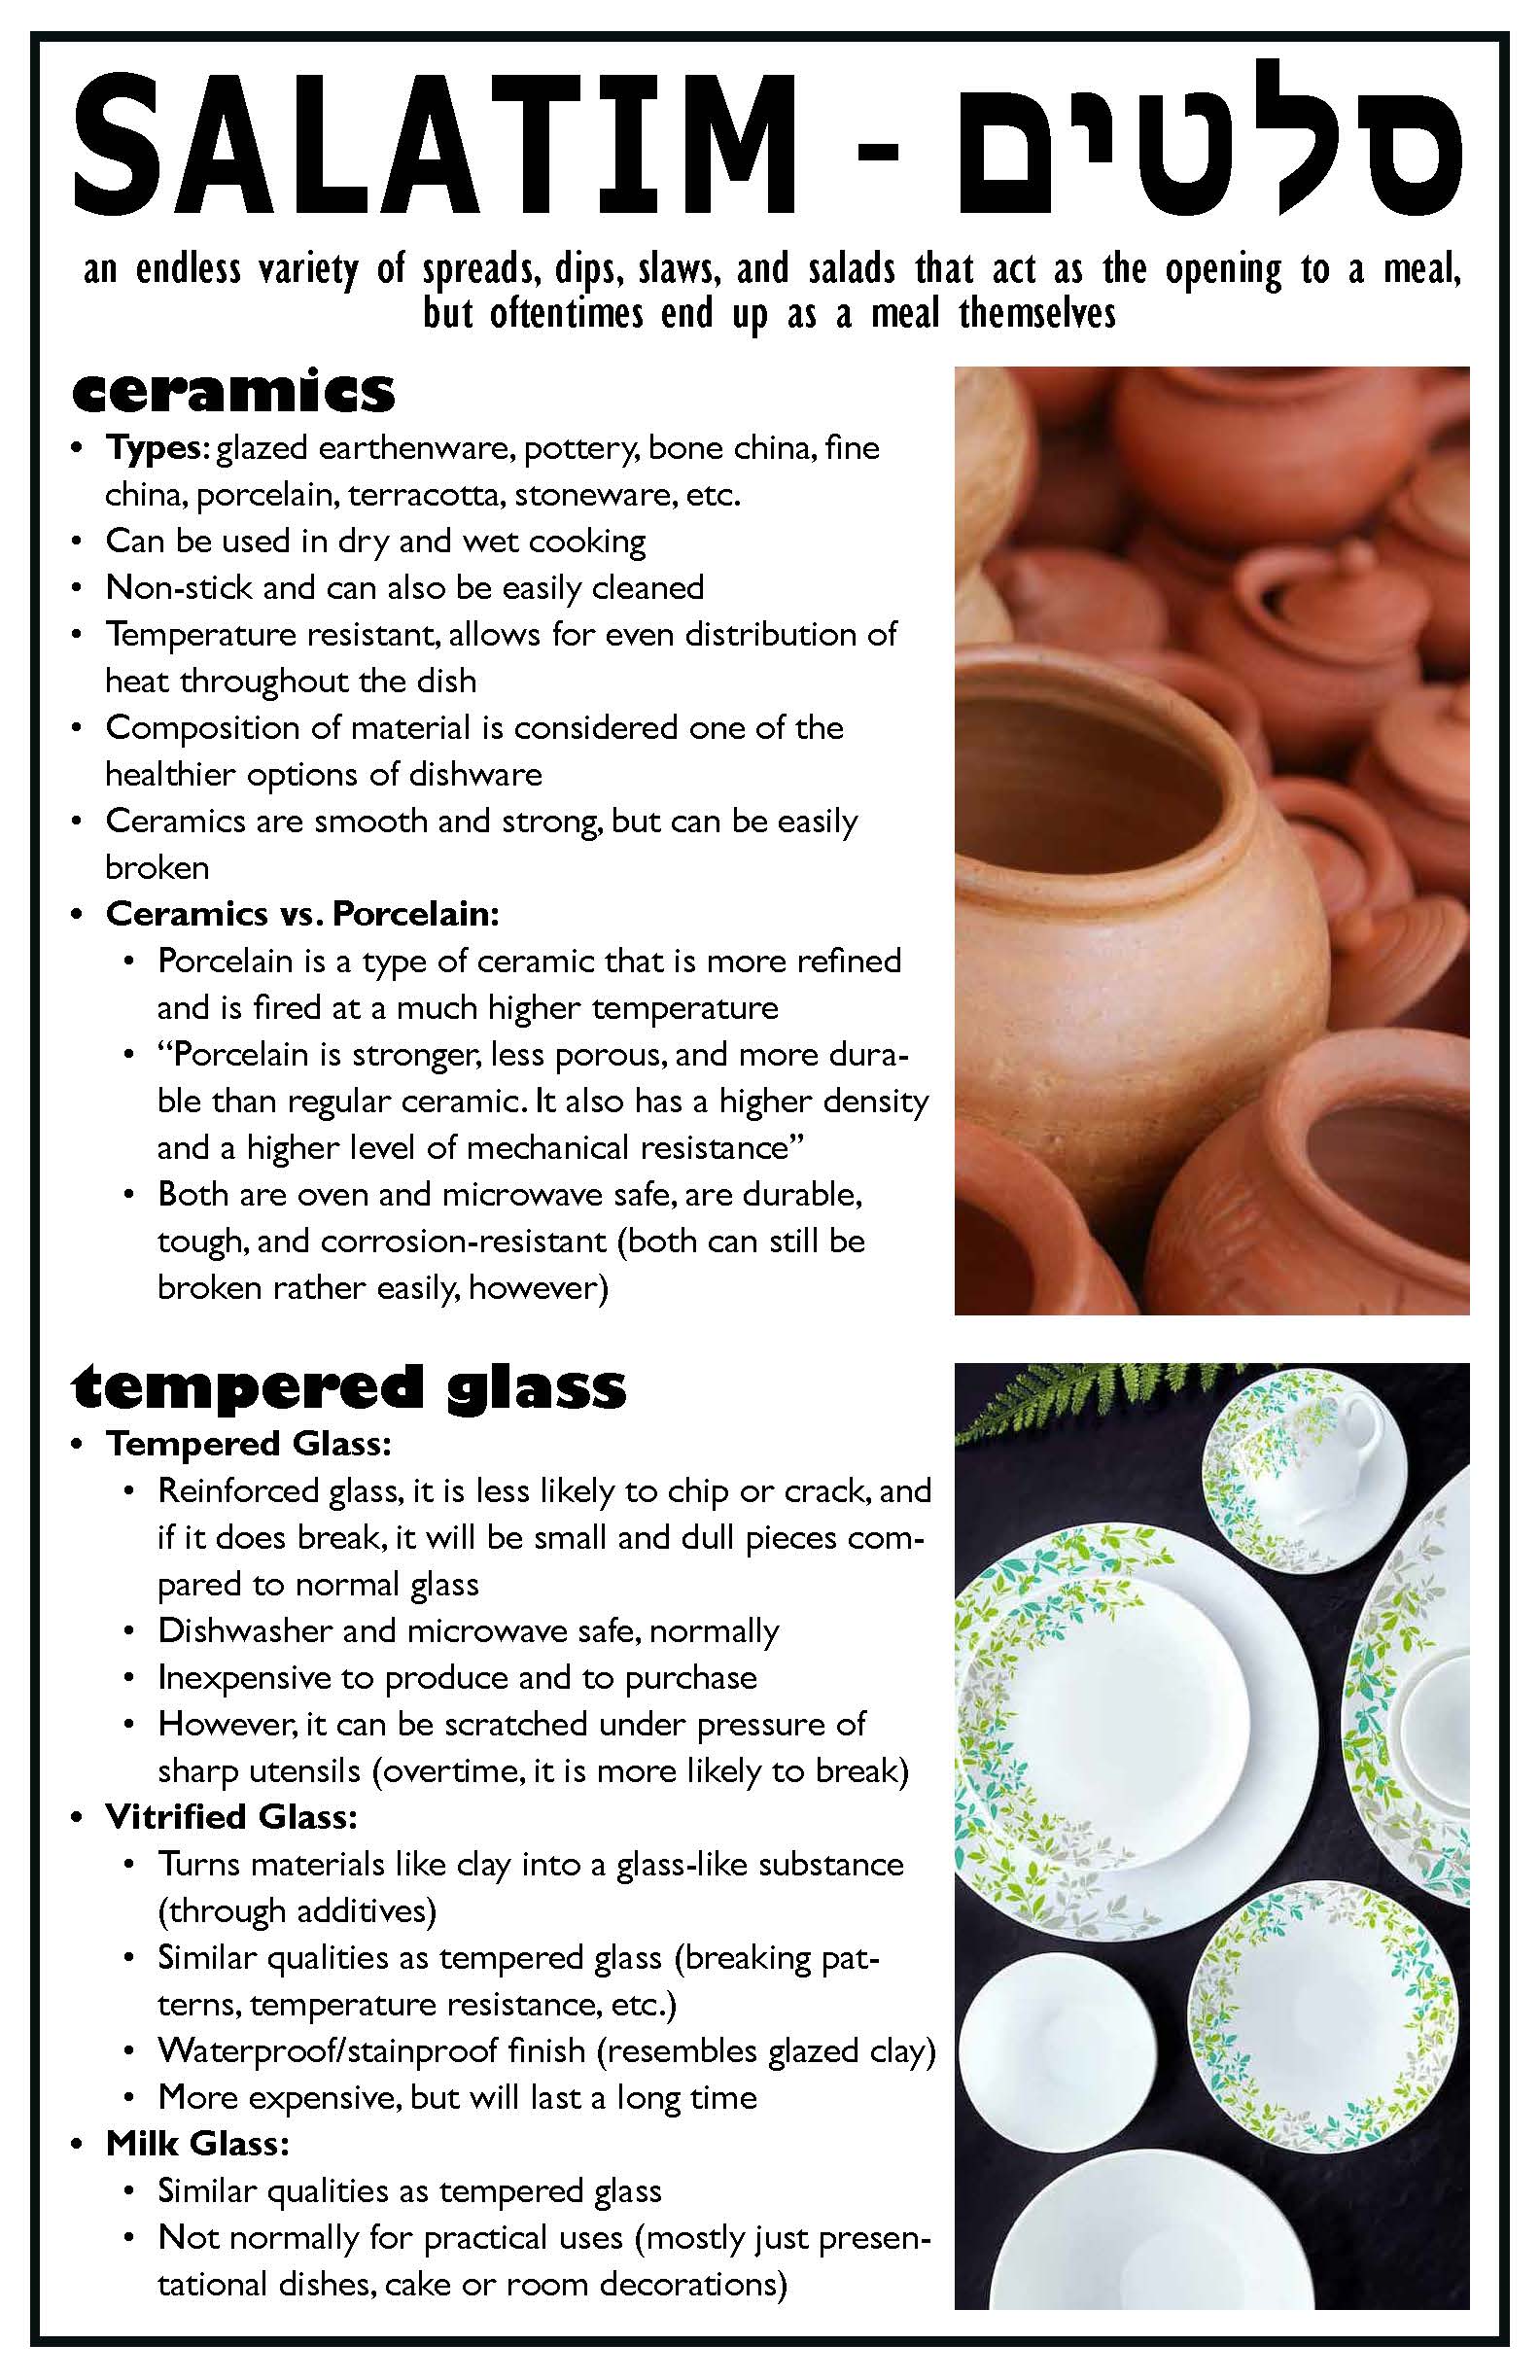 SALATIM - סלטים
an endless variety of spreads, dips, slaws, and salads that act as the opening to a meal,
but oftentimes end up as a meal themselves
ceramics
• Types: glazed earthenware, pottery, bone china, fine
china, porcelain, terracotta, stoneware, etc.
• Can be used in dry and wet cooking
• Non-stick and can also be easily cleaned
• Temperature resistant, allows for even distribution of
heat throughout the dish
• Composition of material is considered one of the
healthier options of dishware
• Ceramics are smooth and strong, but can be easily
broken
• Ceramics vs. Porcelain:
• Porcelain is a type of ceramic that is more refined
and is fired at a much higher temperature
• “Porcelain is stronger, less porous, and more dura-
ble than regular ceramic. It also has a higher density
and a higher level of mechanical resistance”
• Both are oven and microwave safe, are durable,
tough, and corrosion-resistant (both can still be
broken rather easily, however)
tempered glass
• Tempered Glass:
• Reinforced glass, it is less likely to chip or crack, and
if it does break, it will be small and dull pieces com-
pared to normal glass
• Dishwasher and microwave safe, normally
• Inexpensive to produce and to purchase
• However, it can be scratched under pressure of
sharp utensils (overtime, it is more likely to break)
• Vitrified Glass:
• Turns materials like clay into a glass-like substance
(through additives)
• Similar qualities as tempered glass (breaking pat-
terns, temperature resistance, etc.)
• Waterproof/stainproof finish (resembles glazed clay)
• More expensive, but will last a long time
• Milk Glass:
• Similar qualities as tempered glass
• Not normally for practical uses (mostly just presen-
tational dishes, cake or room decorations)